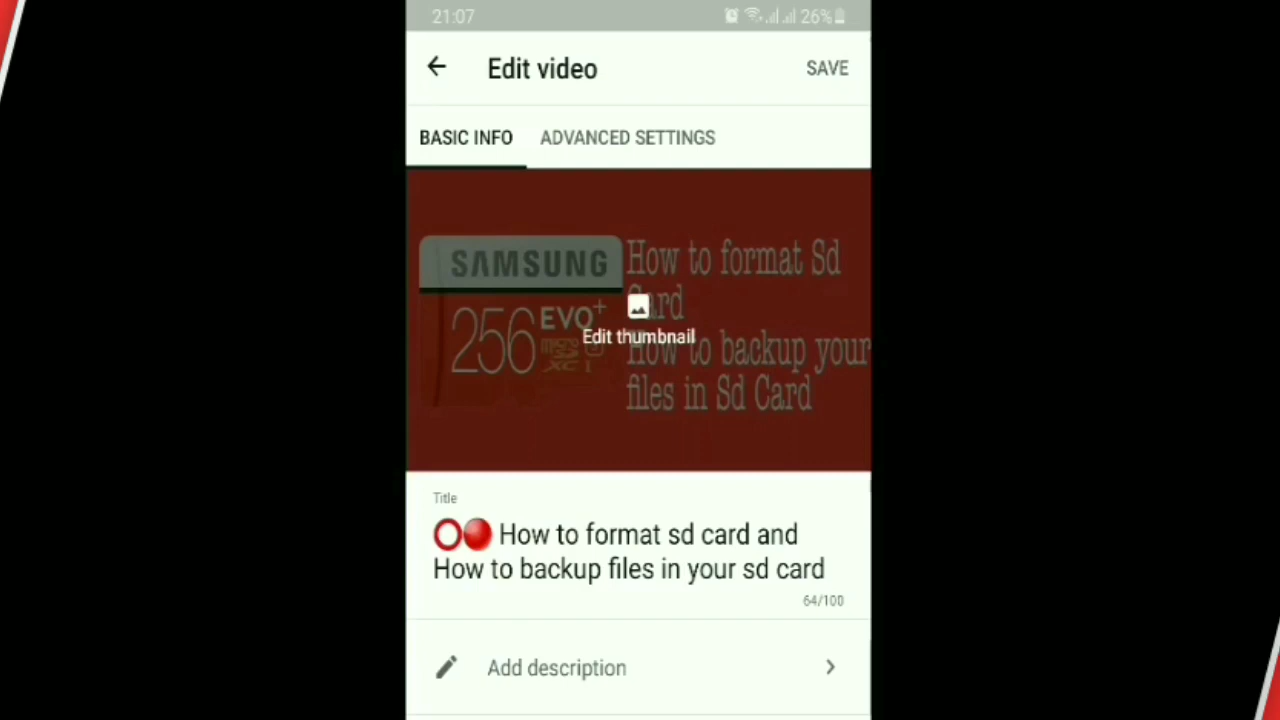 21:07
26%
Edit video
SAVE
BASIC INFO
ADVANCED SETTINGS
SAMSUNG
256
EVO+
micro
XC I
How to format Sd
Card
How to backup your
files in Sd Card
Edit thumbnail
Title
⭕🔴 How to format sd card and
How to backup files in your sd card
64/100
Add description